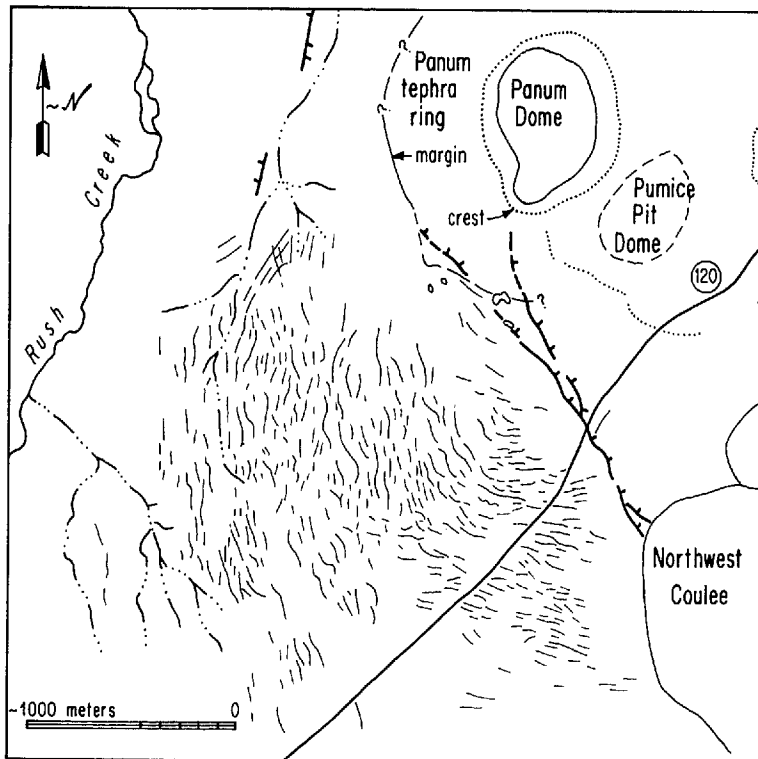 ~N
Panum
tephra
ring
Panum
Dome
margin
crest
Pumice
Pit
Dome
120
Rush Creek
?
?
?
Northwest
Coulee
~1000 meters 0